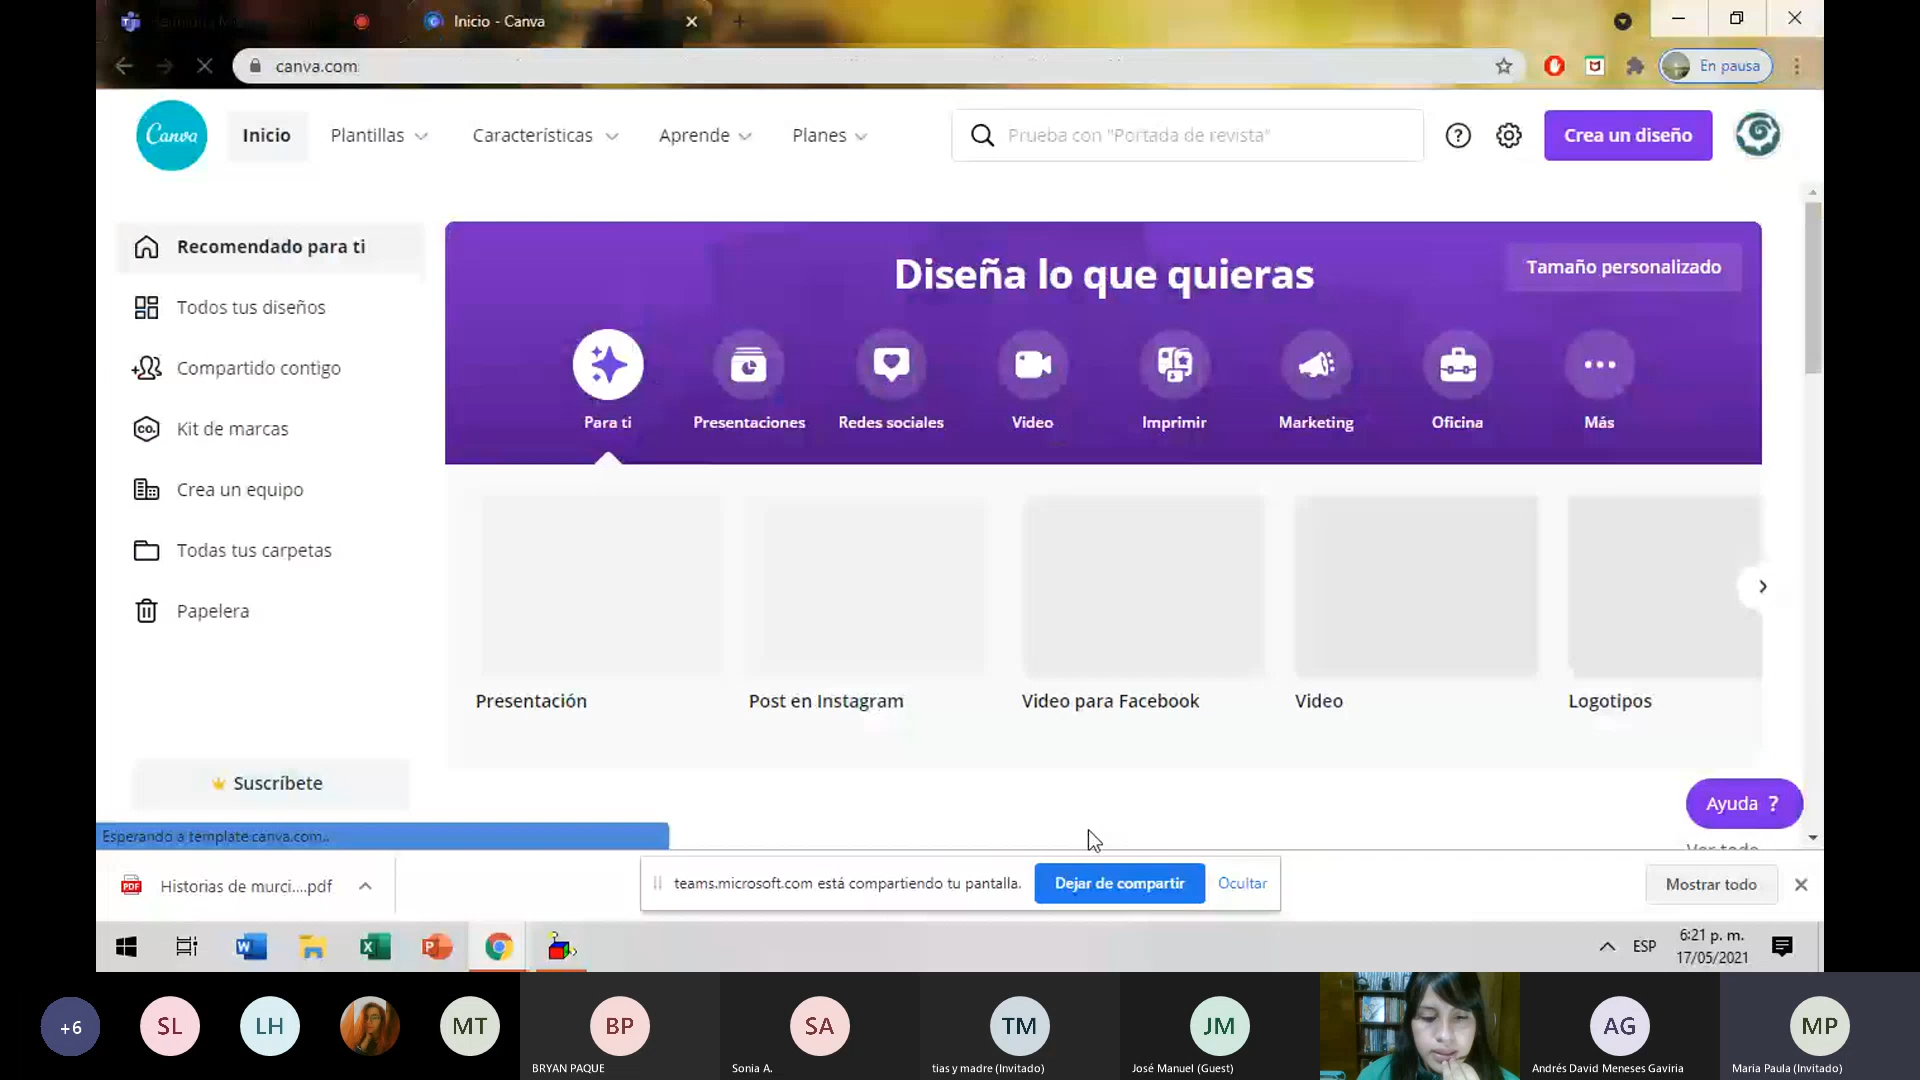 Inicio - Canva
canva.com
En pausa
Canva
Inicio
Plantillas
Características
Aprende
Planes
Prueba con "Portada de revista"
?
Crea un diseño
Recomendado para ti
Todos tus diseños
Compartido contigo
CO.
Kit de marcas
Crea un equipo
Todas tus carpetas
Papelera
Suscríbete
Diseña lo que quieras
Tamaño personalizado
Para ti
Presentaciones
Redes sociales
Video
Imprimir
Marketing
Oficina
Más
Presentación
Post en Instagram
Video para Facebook
Video
Logotipos
Ayuda ?
Ver todo
Esperando a template.canva.com...
PDF
Historias de murci....pdf
teams.microsoft.com está compartiendo tu pantalla.
Dejar de compartir
Ocultar
Mostrar todo
ESP
6:21 p. m.
17/05/2021
+6
SL
LH
MT
BP
BRYAN PAQUE
SA
Sonia A.
TM
tias y madre (Invitado)
JM
José Manuel (Guest)
AG
Andrés David Meneses Gaviria
MP
Maria Paula (Invitado)